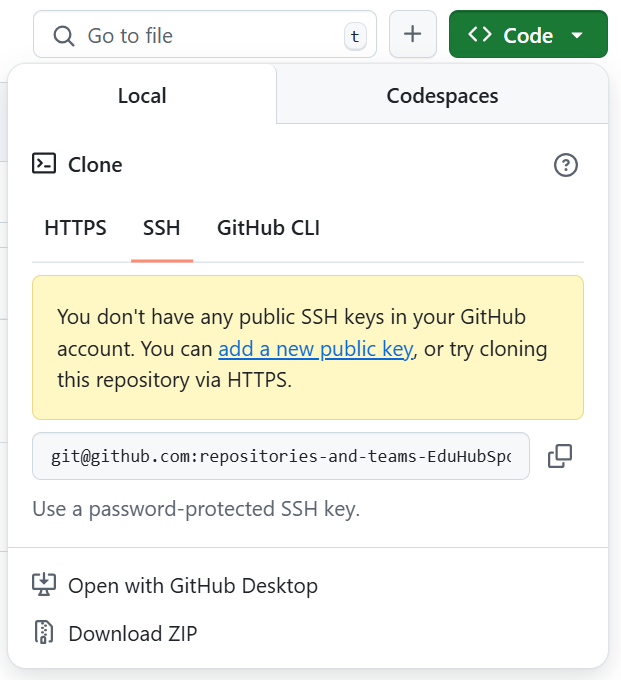 Go to file
t
Code
Local
Codespaces
Clone
HTTPS
SSH
GitHub CLI
You don't have any public SSH keys in your GitHub
account. You can add a new public key, or try cloning
this repository via HTTPS.
git@github.com:repositories-and-teams-EduHubSpo
Use a password-protected SSH key.
Open with GitHub Desktop
Download ZIP